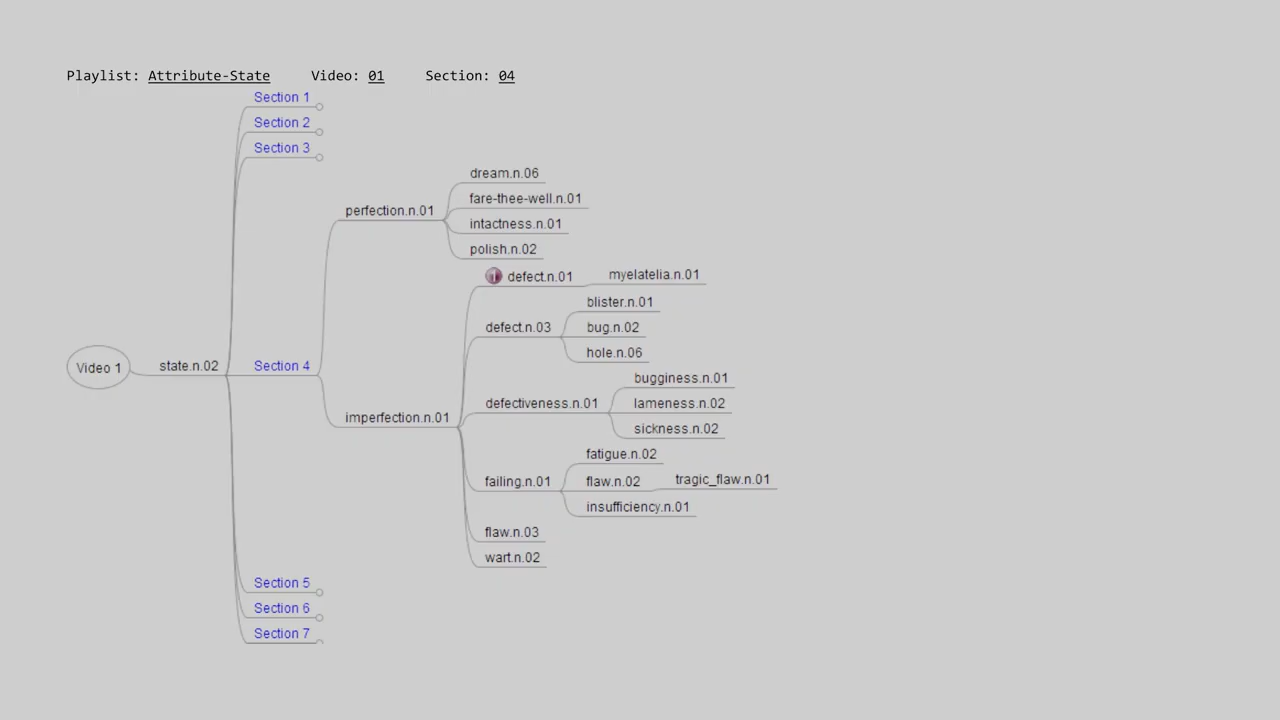 Playlist: Attribute-State Video: 01 Section: 04
Section 1
Section 2
Section 3
dream.n.06
perfection.n.01
fare-thee-well.n.01
intactness.n.01
polish.n.02
defect.n.01
myelatelia.n.01
blister.n.01
defect.n.03
bug.n.02
hole.n.06
Video 1
state.n.02
Section 4
bugginess.n.01
defectiveness.n.01
lameness.n.02
imperfection.n.01
sickness.n.02
fatigue.n.02
failing.n.01
flaw.n.02
tragic_flaw.n.01
insufficiency.n.01
flaw.n.03
wart.n.02
Section 5
Section 6
Section 7